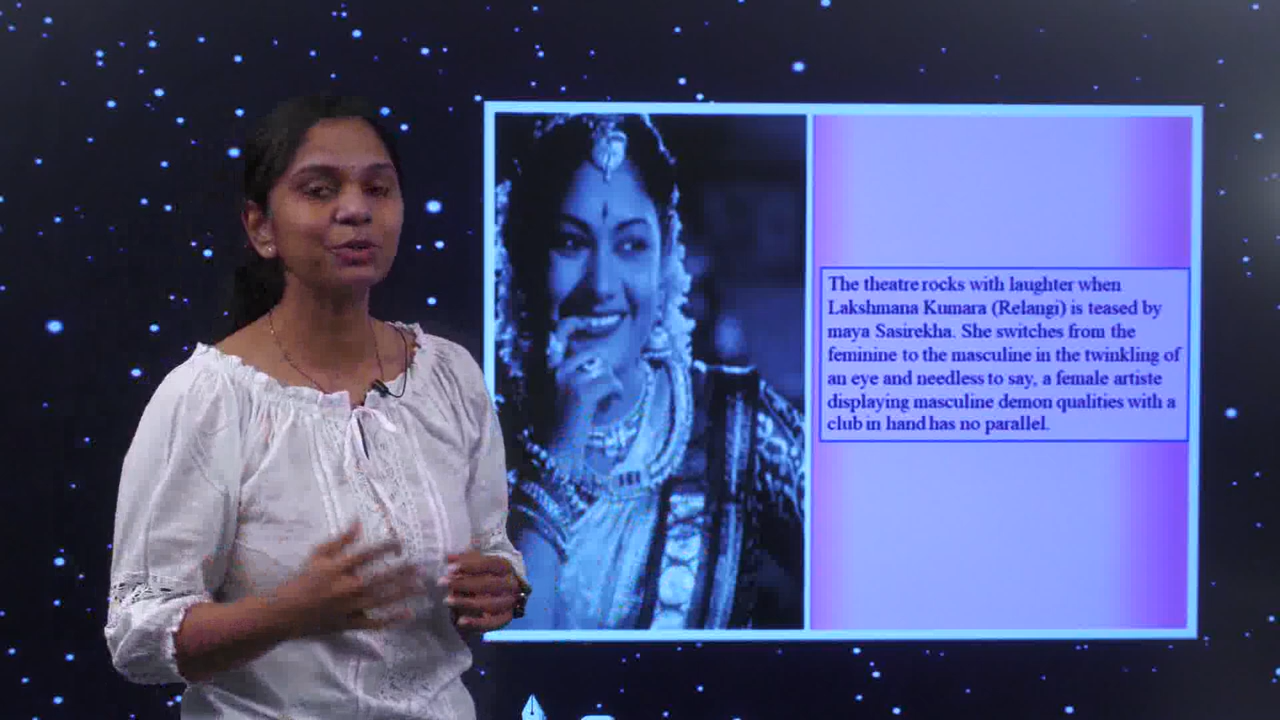 The theatre rocks with laughter when
Lakshmana Kumara (Relangi) is teased by
maya Sasirekha. She switches from the
feminine to the masculine in the twinkling of
an eye and needless to say, a female artiste
displaying masculine demon qualities with a
club in hand has no parallel.